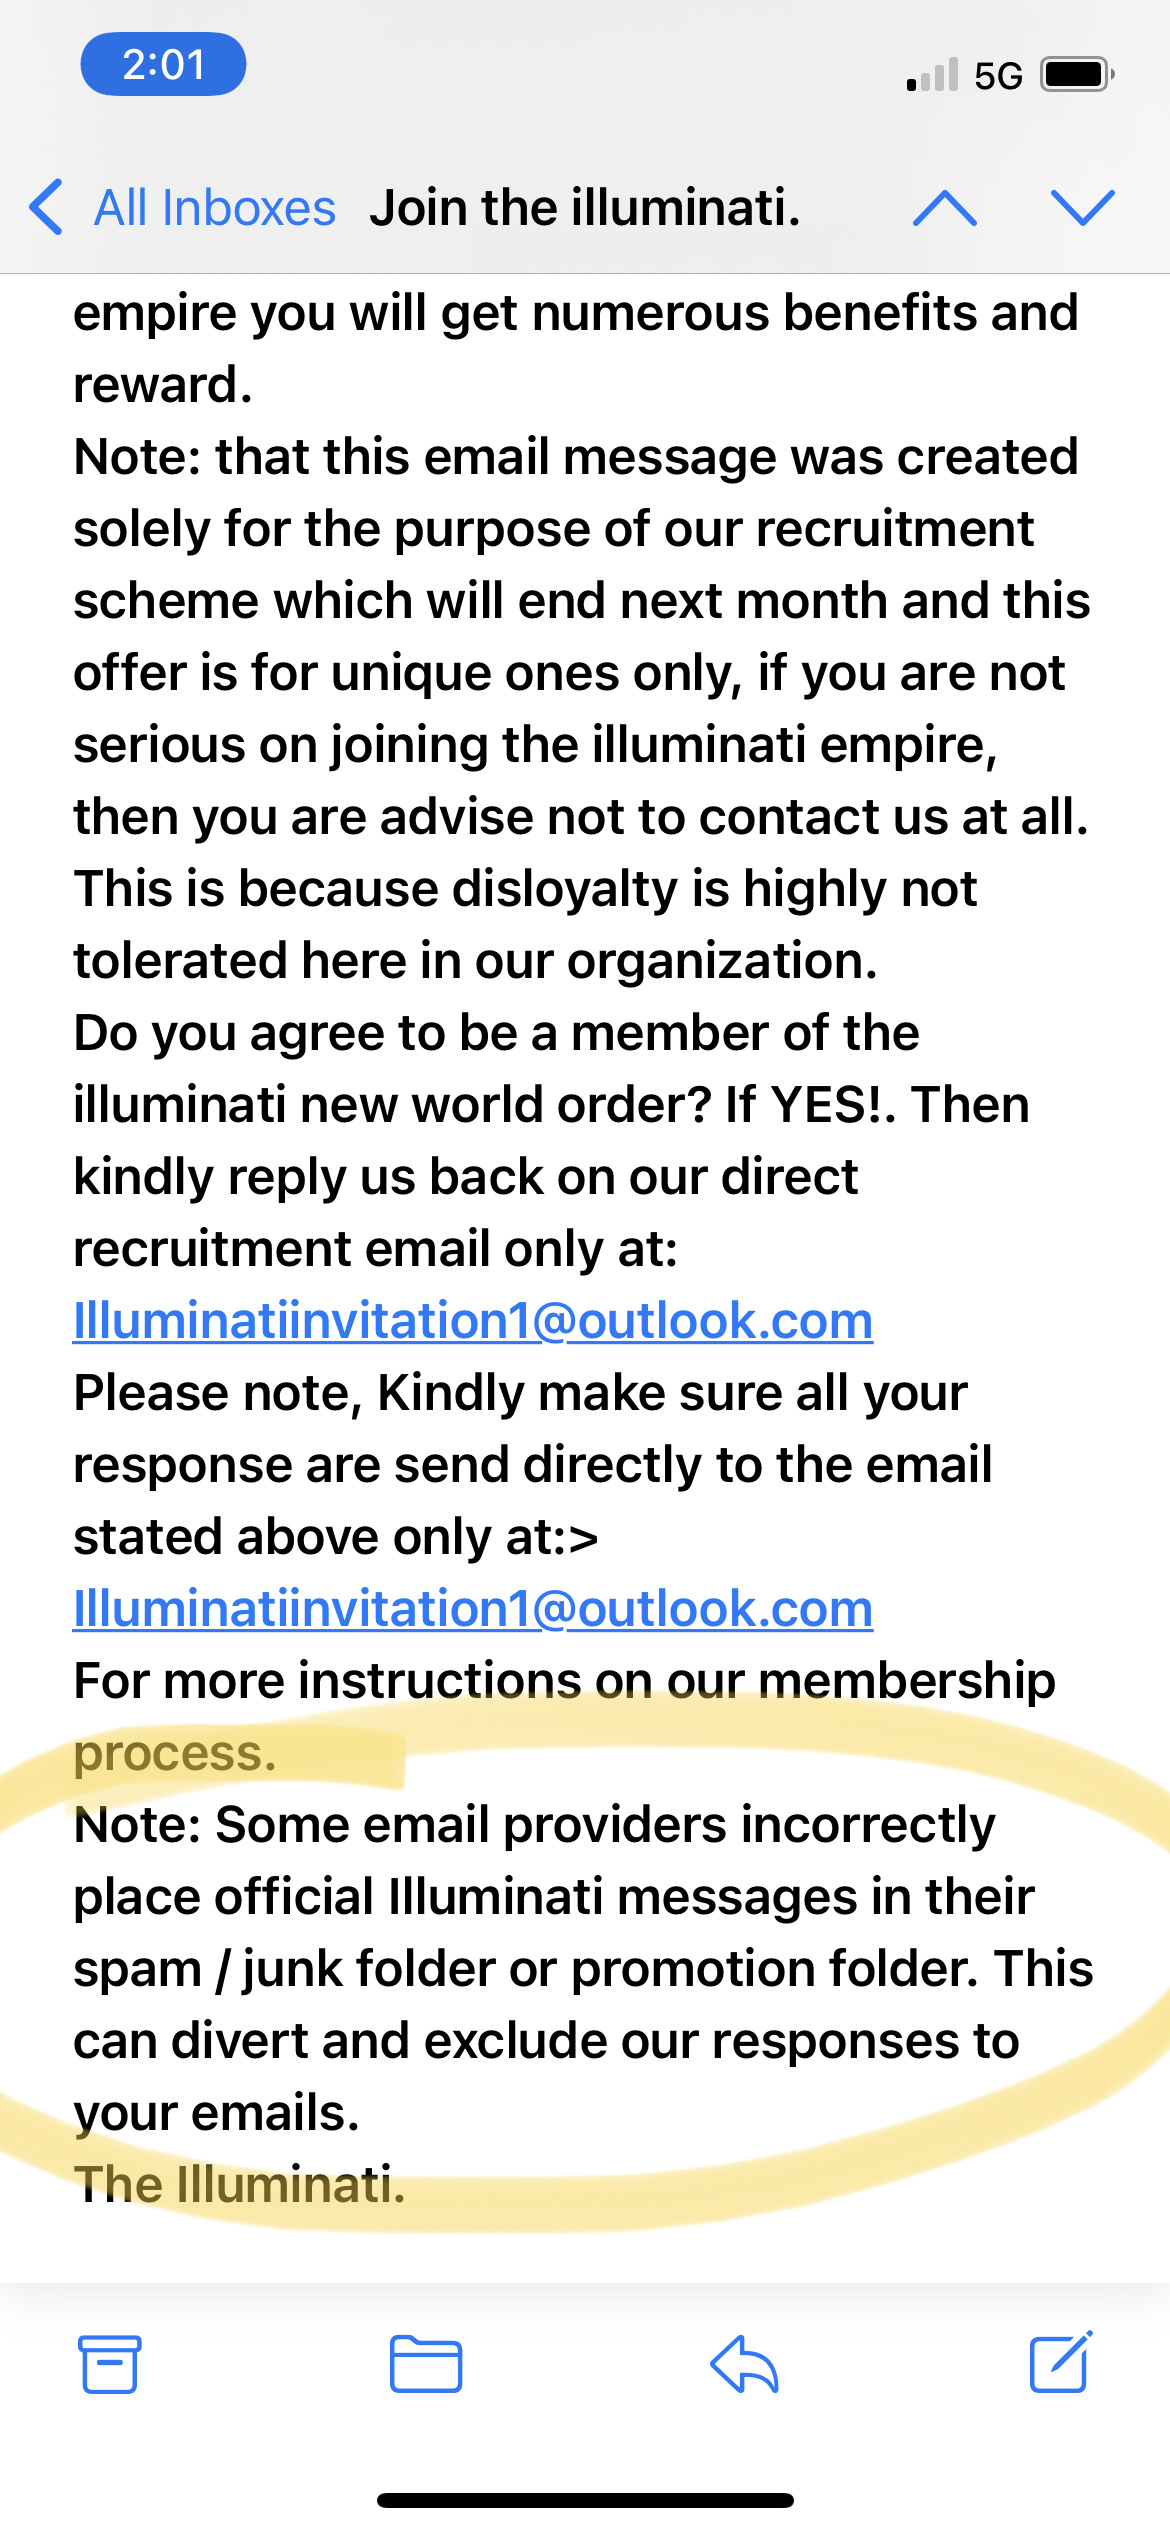 2:01
5G
All Inboxes Join the illuminati.
empire you will get numerous benefits and
reward.
Note: that this email message was created
solely for the purpose of our recruitment
scheme which will end next month and this
offer is for unique ones only, if you are not
serious on joining the illuminati empire,
then you are advise not to contact us at all.
This is because disloyalty is highly not
tolerated here in our organization.
Do you agree to be a member of the
illuminati new world order? If YES!. Then
kindly reply us back on our direct
recruitment email only at:
Illuminatiinvitation1@outlook.com
Please note, Kindly make sure all your
response are send directly to the email
stated above only at:>
Illuminatiinvitation1@outlook.com
For more instructions on our membership
process.
Note: Some email providers incorrectly
place official Illuminati messages in their
spam / junk folder or promotion folder. This
can divert and exclude our responses to
your emails.
The Illuminati.